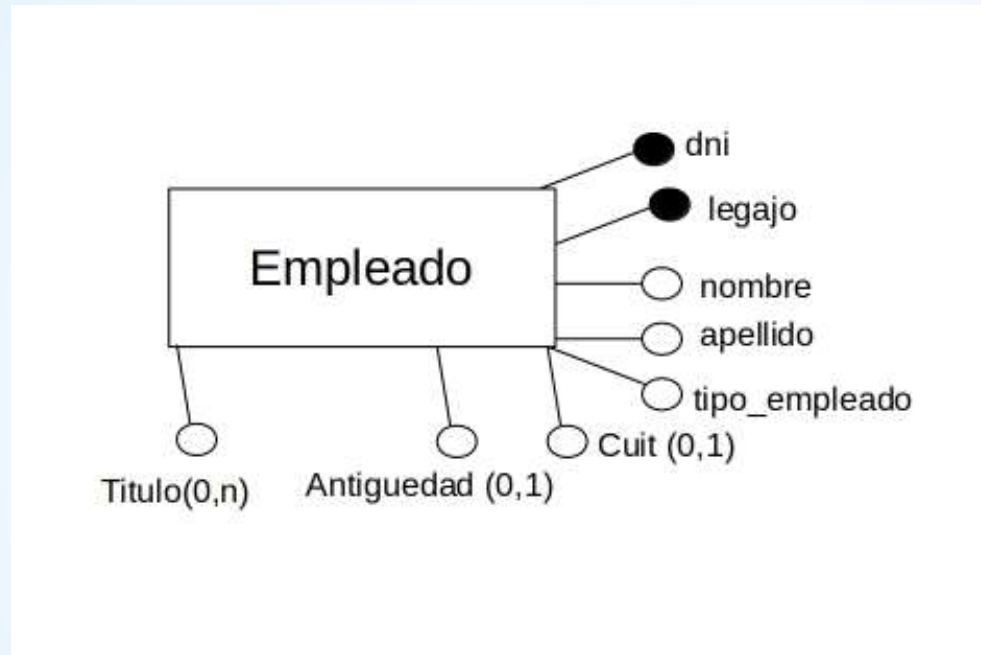 dni
legajo
Empleado
nombre
apellido
tipo_empleado
Cuit (0,1)
Antiguedad (0,1)
Titulo(0,n)